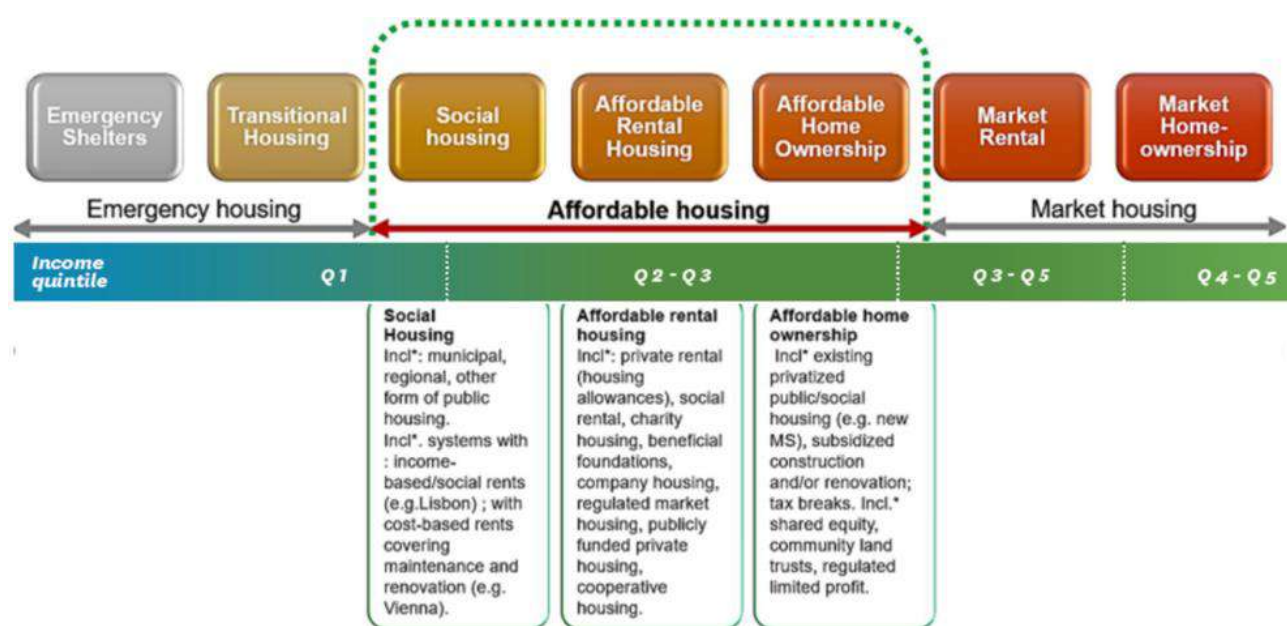 Emergency
Shelters
Transitional
Housing
Social
housing
Affordable
Rental
Housing
Affordable
Home
Ownership
Market
Rental
Market
Home-
ownership
Emergency housing
Affordable housing
Market housing
Income
quintile
Q1
Q2 - Q3
Q3 - Q5
Q4 - Q5
Social
Housing
Incl*: municipal,
regional, other
form of public
housing.
Incl*. systems with
: income-
based/social rents
(e.g.Lisbon) ; with
cost-based rents
covering
maintenance and
renovation (e.g.
Vienna).
Affordable rental
housing
Incl*: private rental
(housing
allowances), social
rental, charity
housing, beneficial
foundations,
company housing,
regulated market
housing, publicly
funded private
housing,
cooperative
housing.
Affordable home
ownership
Incl* existing
privatized
public/social
housing (e.g. new
MS), subsidized
construction
and/or renovation;
tax breaks. Incl.*
shared equity,
community land
trusts, regulated
limited profit.